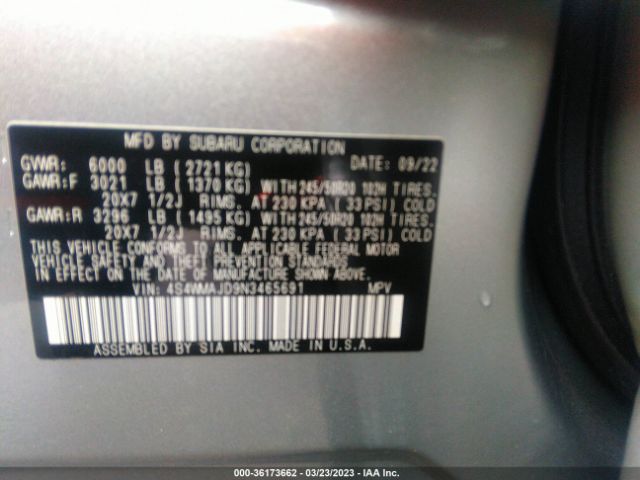 MFD BY SUBARU CORPORATION
GVWR: 6000 LB (2721 KG) DATE: 09/22
GAWR:F 3021 LB (1370 KG) WITH 245/50R20 102H TIRES.
20X7 1/2J RIMS. AT 230 KPA (33 PSI) COLD
GAWR:R 3296 LB (1495 KG) WITH 245/50R20 102H TIRES.
20X7 1/2J RIMS. AT 230 KPA (33 PSI) COLD
THIS VEHICLE CONFORMS TO ALL APPLICABLE FEDERAL MOTOR
VEHICLE SAFETY AND THEFT PREVENTION STANDARDS
IN EFFECT ON THE DATE OF MANUFACTURE SHOWN ABOVE.
VIN: 4S4WMAJD9N3465691 MPV
ASSEMBLED BY SIA INC. MADE IN U.S.A.
000-36173662 / 03/23/2023 - IAA Inc.